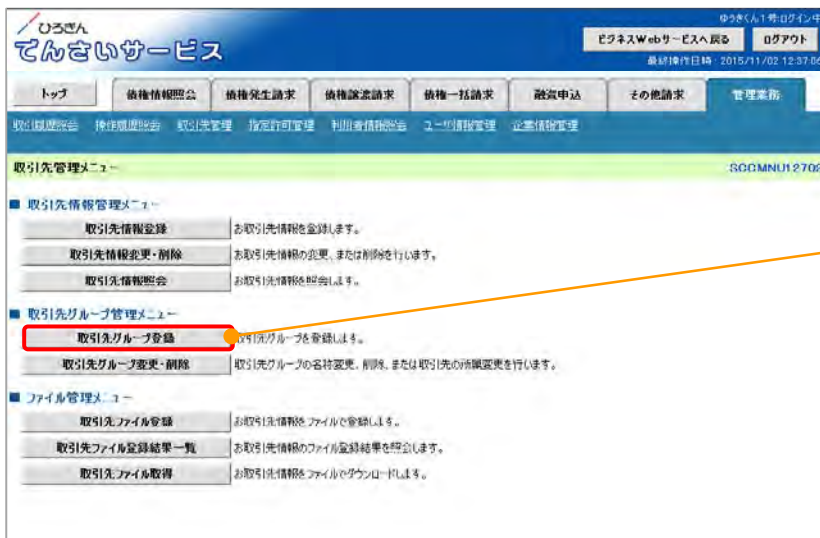 ゆうぎん1号:ログイン中
ひろぎん
でんさいサービス
ビジネスWebサービスへ戻る ログアウト
最終操作日時:2015/11/02 12:37:06
トップ 債権情報照会 債権発生請求 債権譲渡請求 債権一括請求 融資申込 その他請求 管理業務
取引履歴照会 操作履歴照会 取引先管理 指定許可管理 利用者情報照会 ユーザ情報管理 企業情報管理
取引先管理メニュー SCCMNU12702
■ 取引先情報管理メニュー
取引先情報登録 お取引先情報を登録します。
取引先情報変更・削除 お取引先情報の変更、または削除を行います。
取引先情報照会 お取引先情報を照会します。
■ 取引先グループ管理メニュー
取引先グループ登録 取引先グループを登録します。
取引先グループ変更・削除 取引先グループの名称変更、削除、または取引先の所属変更を行います。
■ ファイル管理メニュー
取引先ファイル登録 お取引先情報をファイルで登録します。
取引先ファイル登録結果一覧 お取引先情報のファイル登録結果を照会します。
取引先ファイル取得 お取引先情報をファイルでダウンロードします。